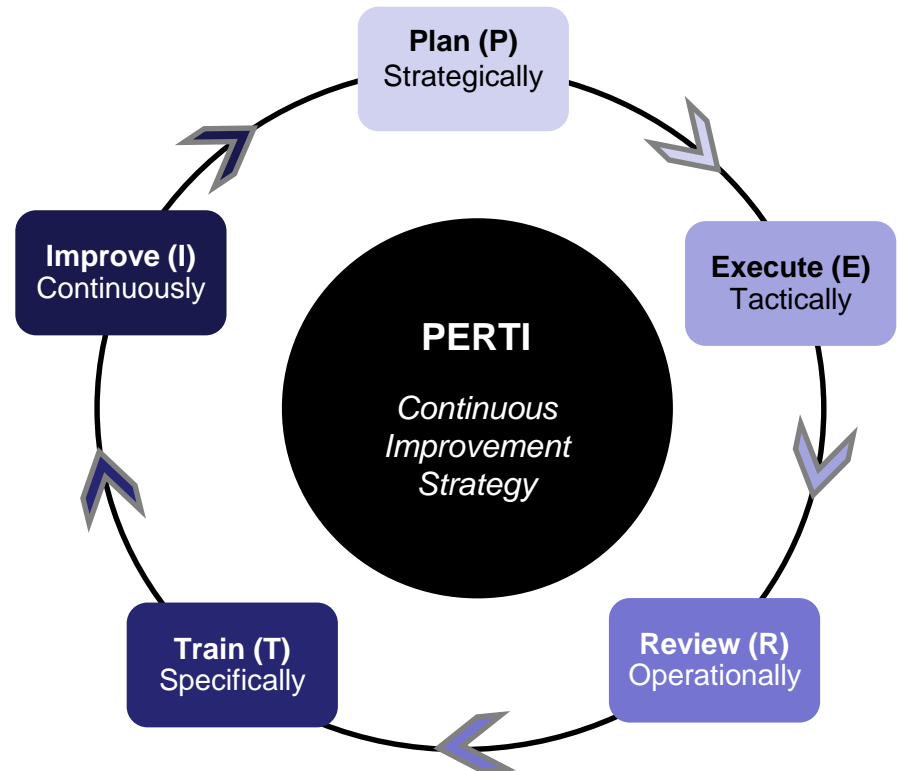 Plan (P)
Strategically
Execute (E)
Tactically
Review (R)
Operationally
Train (T)
Specifically
Improve (I)
Continuously
PERTI
Continuous
Improvement
Strategy